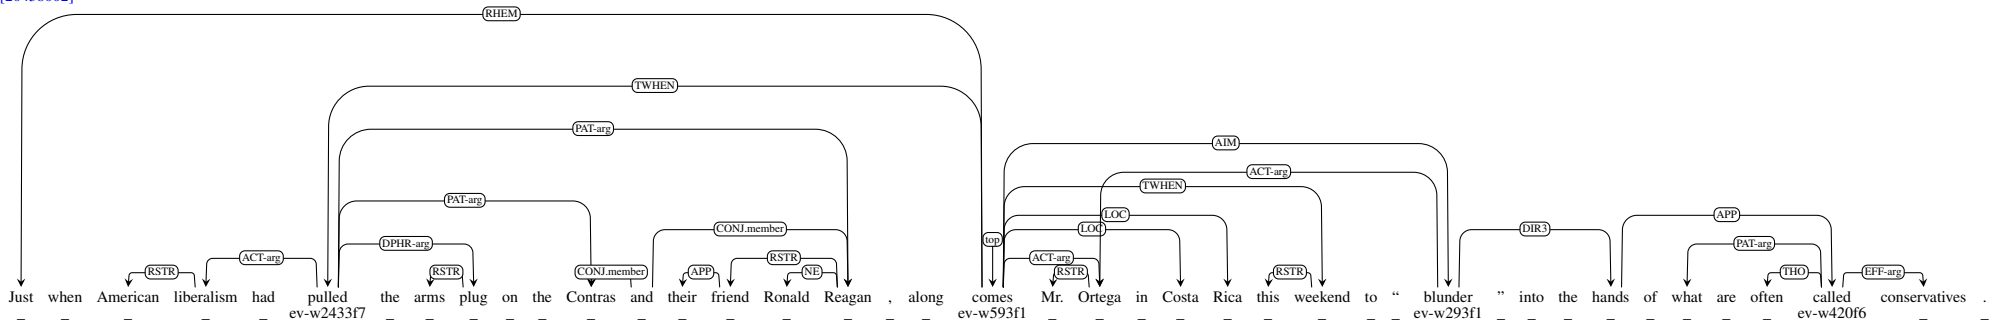 RHEM
TWHEN
PAT-arg
AIM
ACT-arg
TWHEN
PAT-arg
LOC
APP
CONJ.member
LOC
DIR3
top
DPHR-arg
PAT-arg
ACT-arg
RSTR
ACT-arg
RSTR
RSTR
CONJ.member
APP
NE
RSTR
RSTR
THO
EFF-arg
Just when American liberalism had pulled the arms plug on the Contras and their friend Ronald Reagan , along comes Mr. Ortega in Costa Rica this weekend to “ blunder ” into the hands of what are often called conservatives .
_ _ _ _ _ ev-w2433f7 _ _ _ _ _ _ _ _ _ _ _ _ _ ev-w593f1 _ _ _ _ _ _ _ _ _ ev-w293f1 _ _ _ _ _ _ _ _ ev-w420f6 _ _